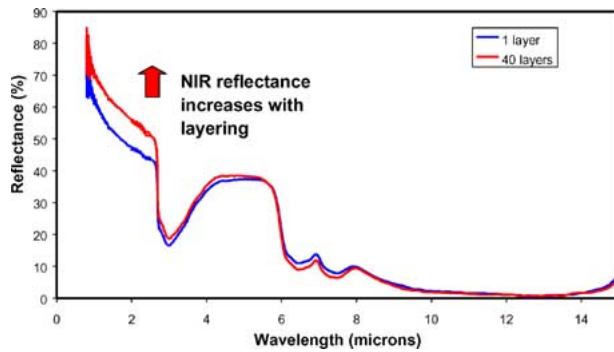 90
80
70
60
50
40
30
20
10
0
Reflectance (%)
NIR reflectance
increases with
layering
1 layer
40 layers
0 2 4 6 8 10 12 14
Wavelength (microns)